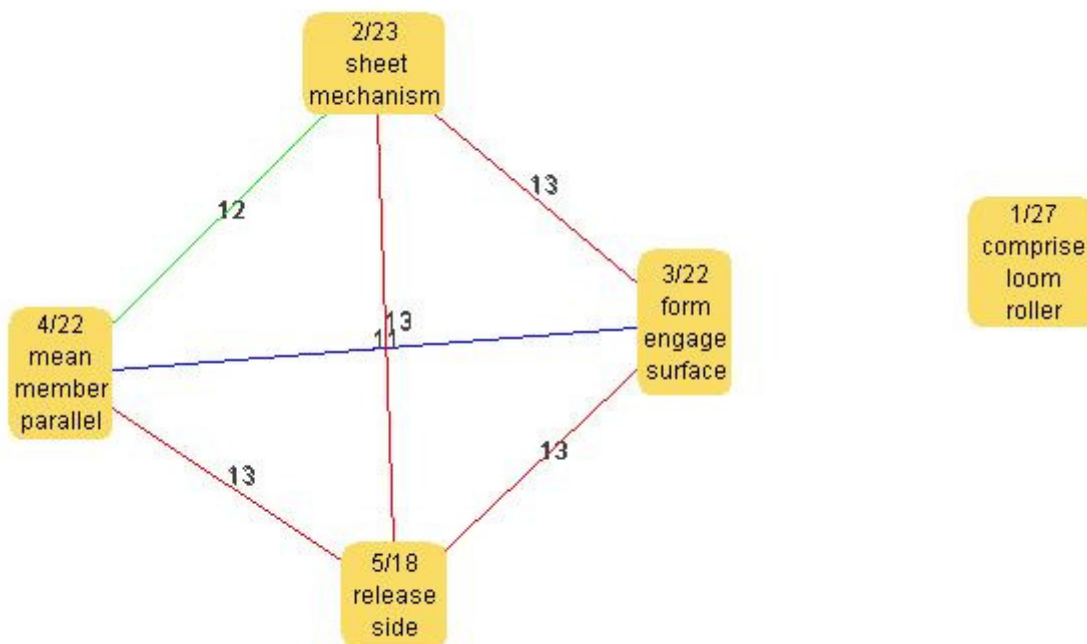 2/23
sheet
mechanism
12
13
1/27
comprise
loom
roller
3/22
form
engage
surface
4/22
mean
member
parallel
13
11
13
13
5/18
release
side